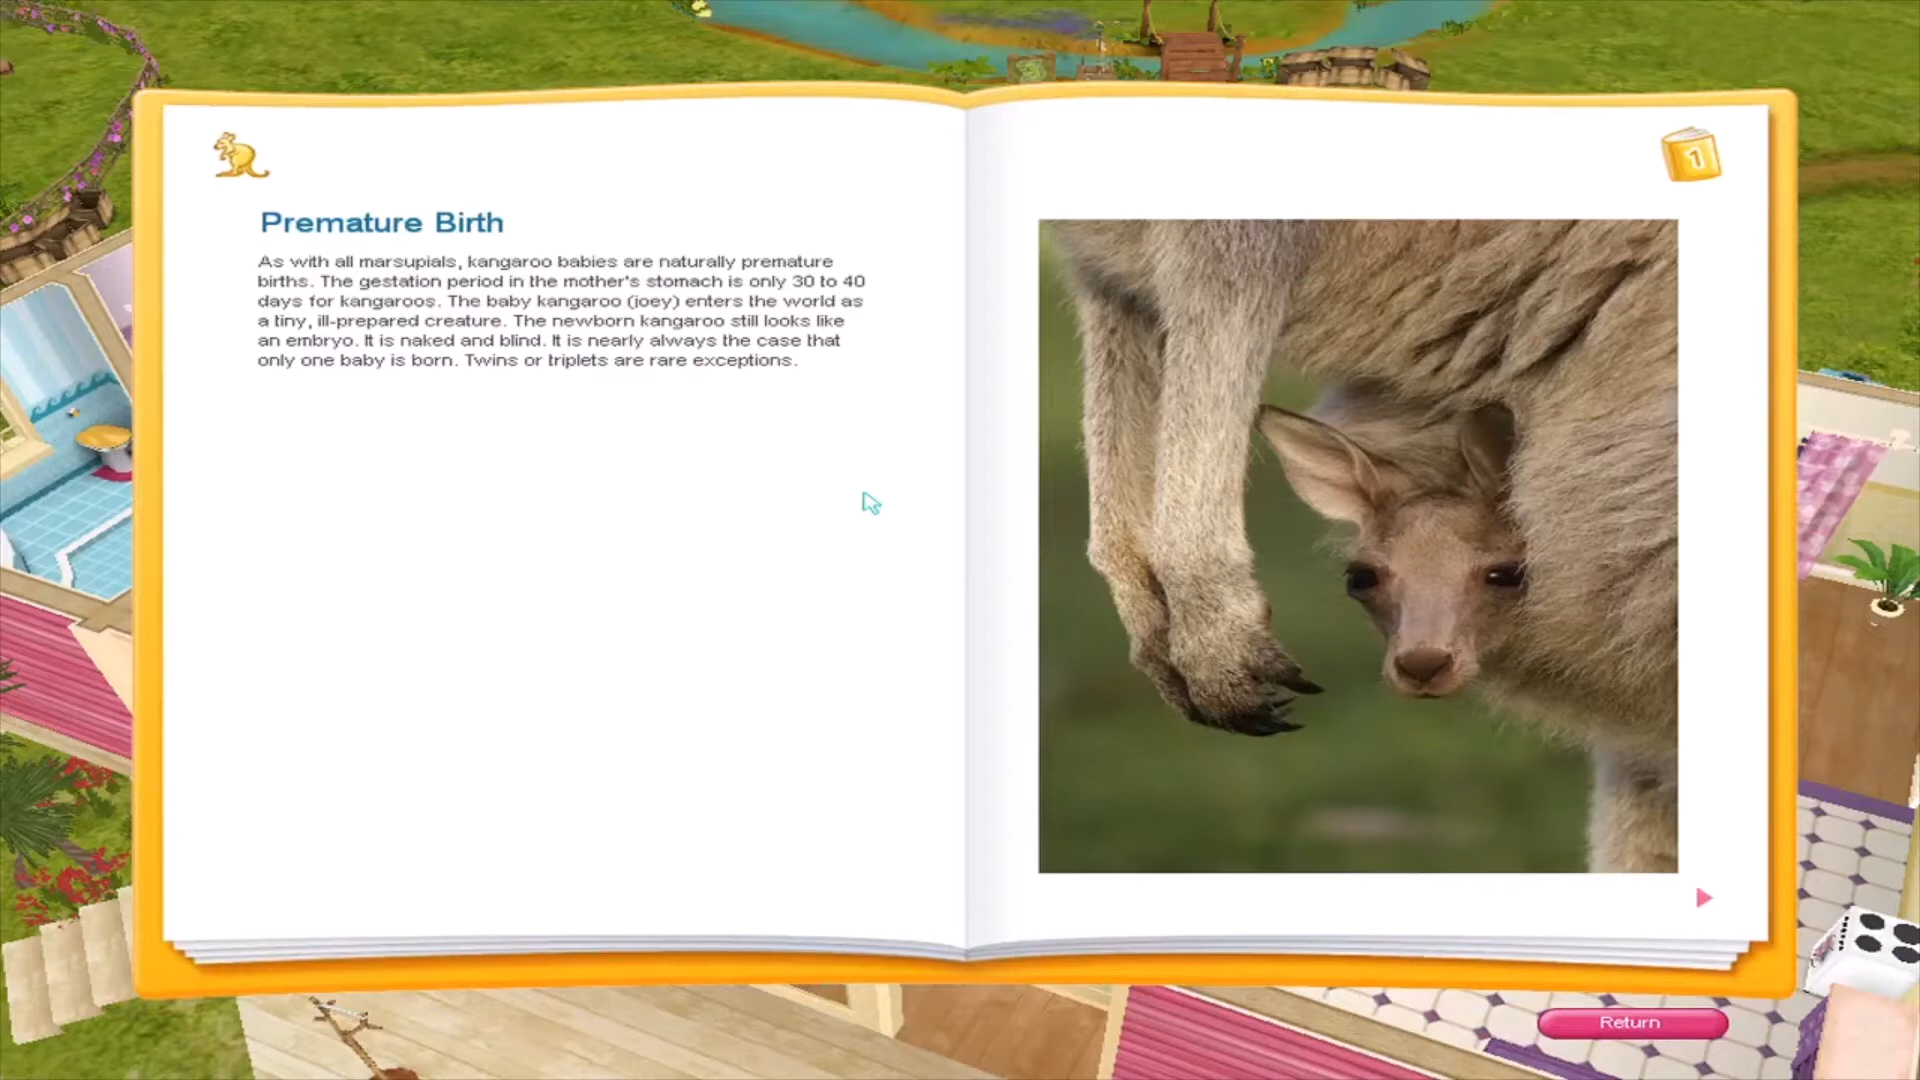 Premature Birth
As with all marsupials, kangaroo babies are naturally premature
births. The gestation period in the mother's stomach is only 30 to 40
days for kangaroos. The baby kangaroo (joey) enters the world as
a tiny, ill-prepared creature. The newborn kangaroo still looks like
an embryo. It is naked and blind. It is nearly always the case that
only one baby is born. Twins or triplets are rare exceptions.
1
Return